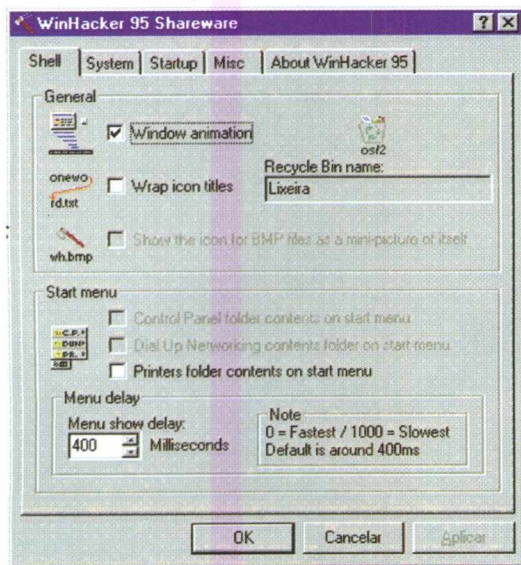 WinHacker 95 Shareware
Shell System Startup Misc About WinHacker 95
General
Window animation
osf2
onewo
rd.txt
Wrap icon titles
Recycle Bin name:
Lixeira
wh.bmp
Show the icon for BMP files as a mini-picture of itself
Start menu
C.P.
DUN
PR.
Control Panel folder contents on start menu
Dial Up Networking contents folder on start menu
Printers folder contents on start menu
Menu delay
Menu show delay:
400 Milliseconds
Note
0 = Fastest / 1000 = Slowest
Default is around 400ms
OK Cancelar Aplicar